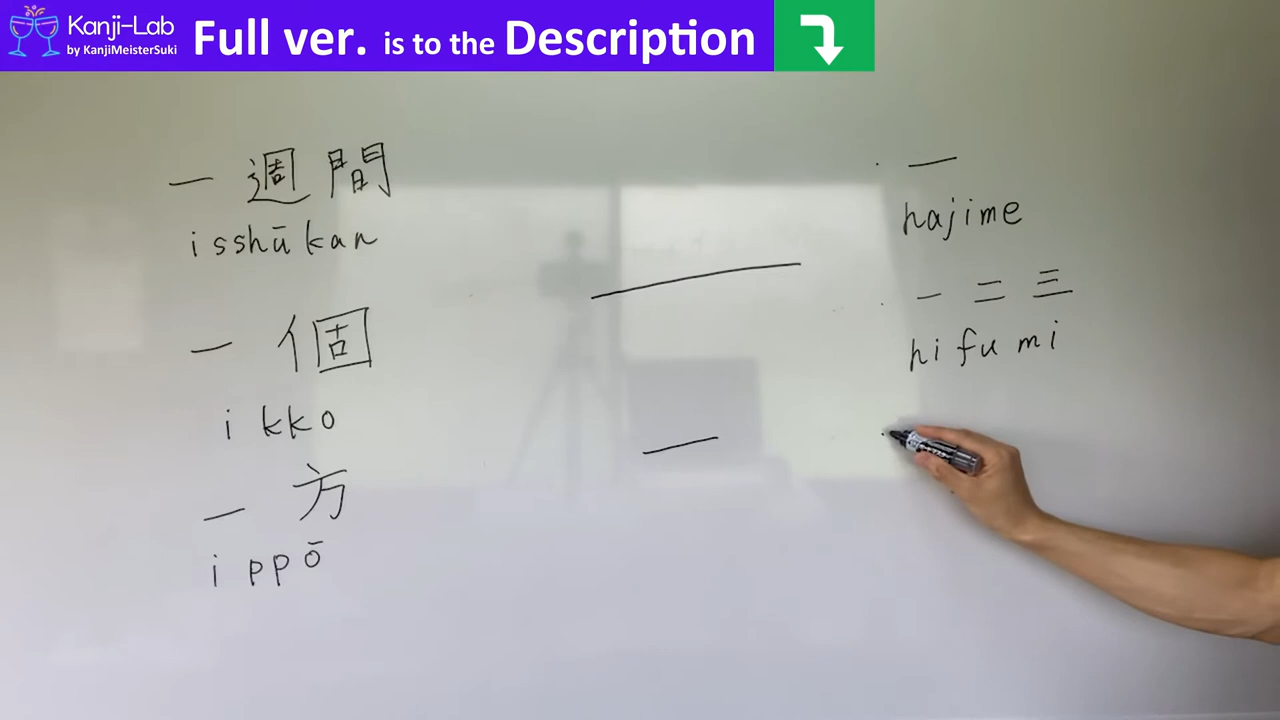 Kanji-Lab
by KanjiMeisterSuki
Full ver. is to the Description
一週間
isshūkan
一個
ikko
一方
ippō
一
一
・一
hajime
・一二三
hifumi